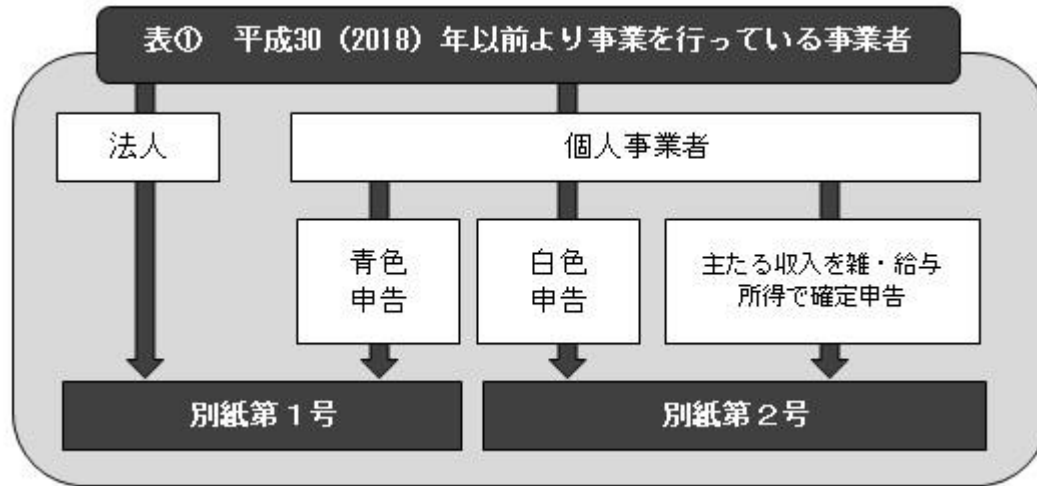 表① 平成30（2018）年以前より事業を行っている事業者
法人
個人事業者
青色
申告
白色
申告
主たる収入を雑・給与
所得で確定申告
別紙第１号
別紙第２号